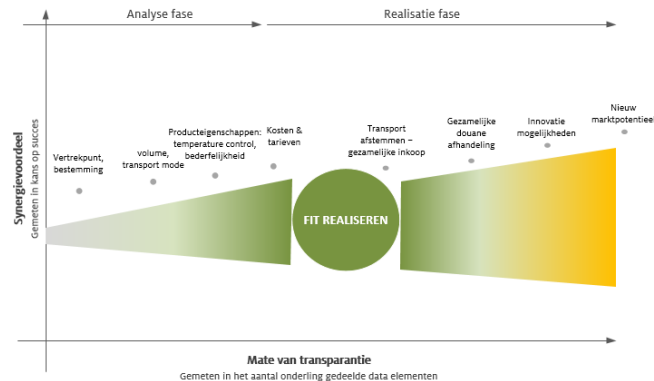 Analyse fase
Realisatie fase
Synergievoordeel
Gemeten in kans op succes
Vertrekpunt,
bestemming
volume,
transport mode
Producteigenschappen:
temperature control,
bederfelijkheid
Kosten &
tarieven
FIT REALISEREN
Transport
afstemmen –
gezamelijke inkoop
Gezamelijke
douane
afhandeling
Innovatie
mogelijkheden
Nieuw
marktpotentieel
Mate van transparantie
Gemeten in het aantal onderling gedeelde data elementen